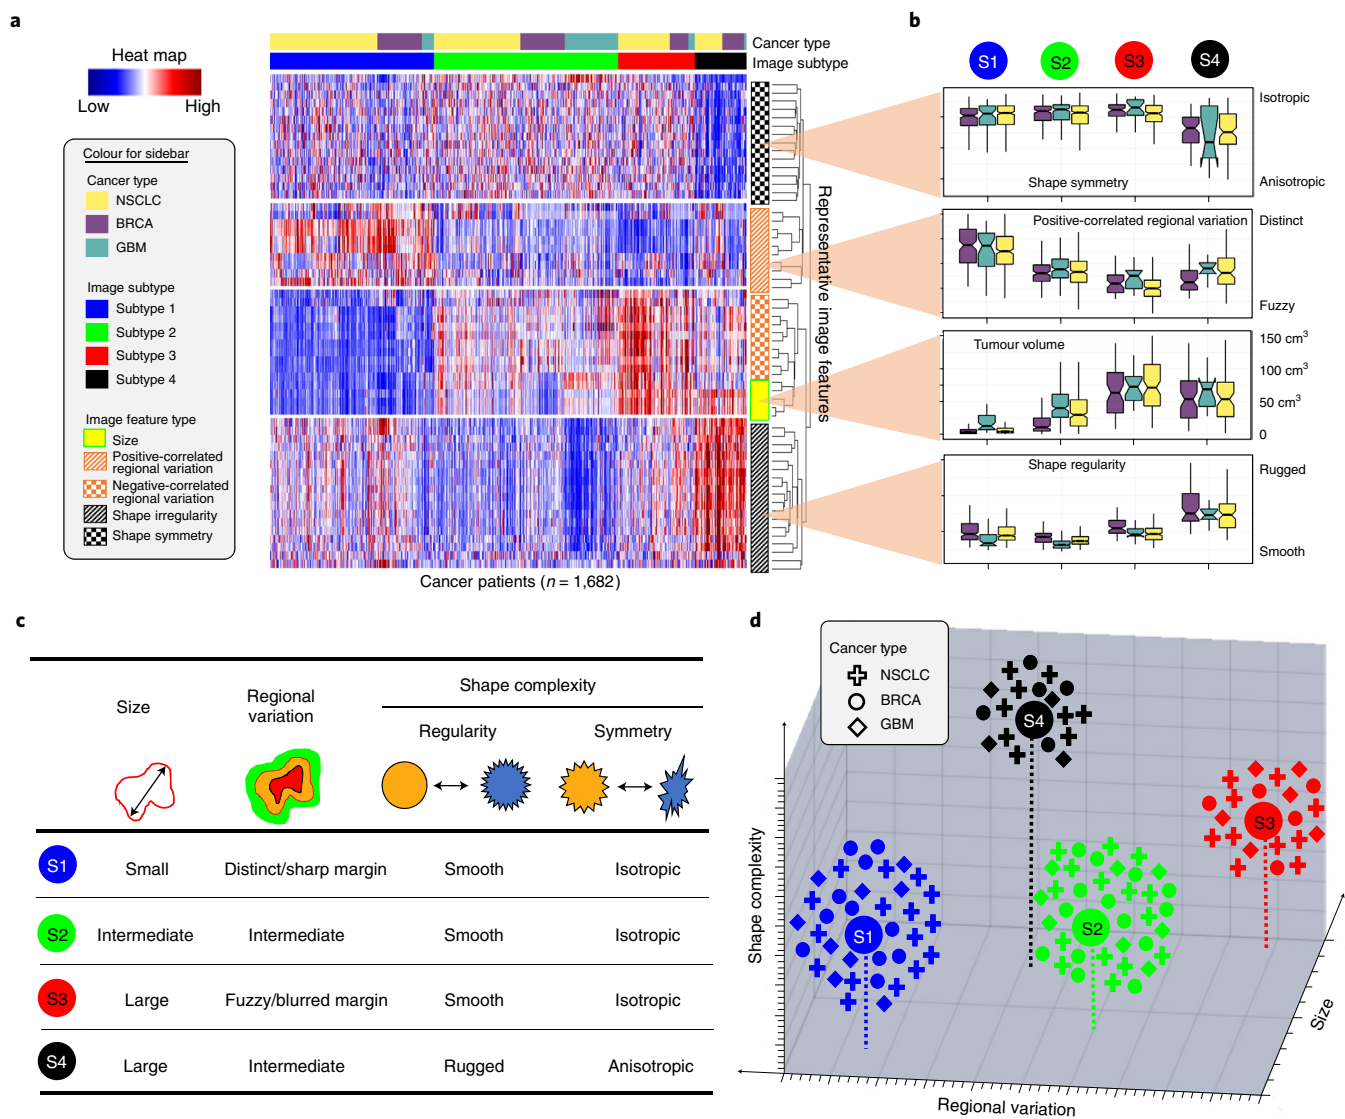 a
Heat map
Low
High
Colour for sidebar
Cancer type
NSCLC
BRCA
GBM
Image subtype
Subtype 1
Subtype 2
Subtype 3
Subtype 4
Image feature type
Size
Positive-correlated
regional variation
Negative-correlated
regional variation
Shape irregularity
Shape symmetry
Cancer type
Image subtype
Representative image features
Cancer patients (n = 1,682)
b
S1
S2
S3
S4
Isotropic
Shape symmetry
Anisotropic
Positive-correlated regional variation
Distinct
Fuzzy
Tumour volume
150 cm³
100 cm³
50 cm³
0
Shape regularity
Rugged
Smooth
c
Size
Regional
variation
Shape complexity
Regularity
Symmetry
S1 Small Distinct/sharp margin Smooth Isotropic
S2 Intermediate Intermediate Smooth Isotropic
S3 Large Fuzzy/blurred margin Smooth Isotropic
S4 Large Intermediate Rugged Anisotropic
d
Cancer type
NSCLC
BRCA
GBM
S4
S3
S1
S2
Shape complexity
Size
Regional variation